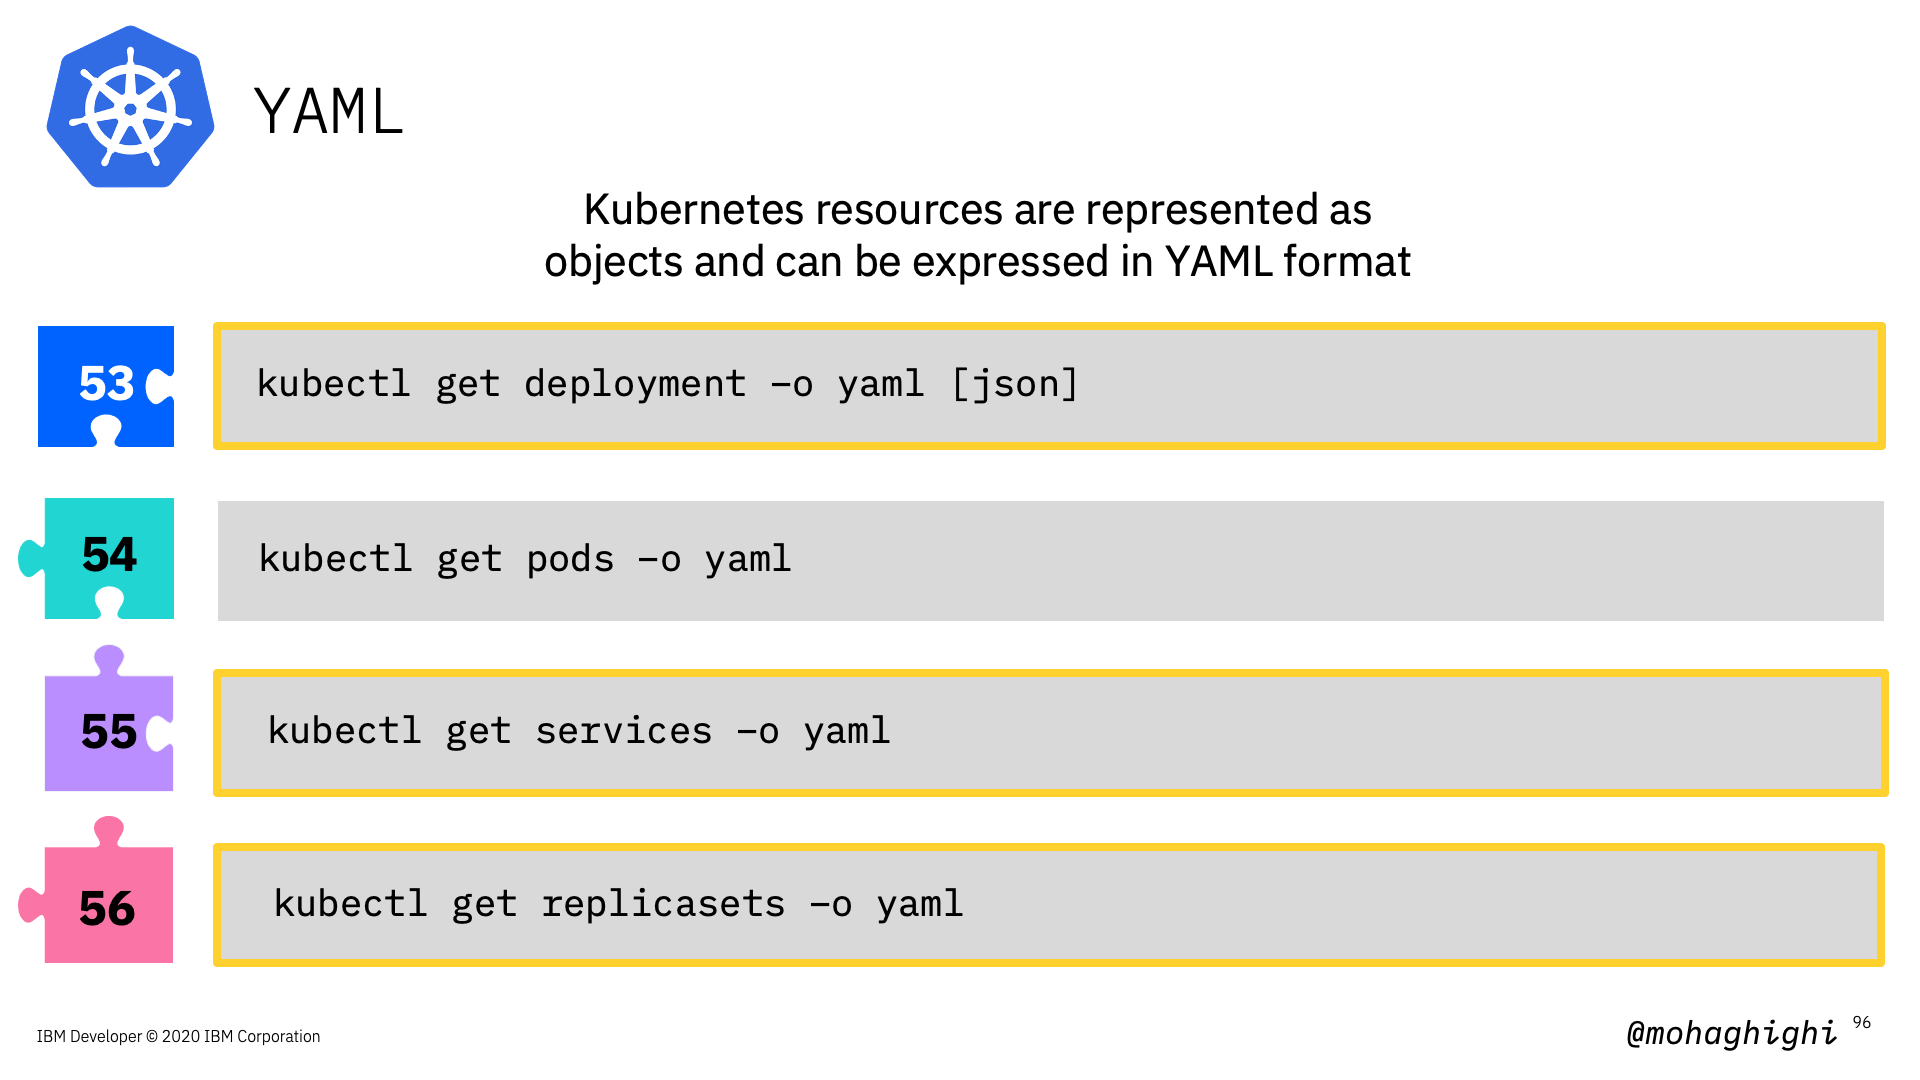 YAML
Kubernetes resources are represented as
objects and can be expressed in YAML format
53
kubectl get deployment –o yaml [json]
54
kubectl get pods –o yaml
55
kubectl get services –o yaml
56
kubectl get replicasets –o yaml
IBM Developer © 2020 IBM Corporation
@mohaghighi
96